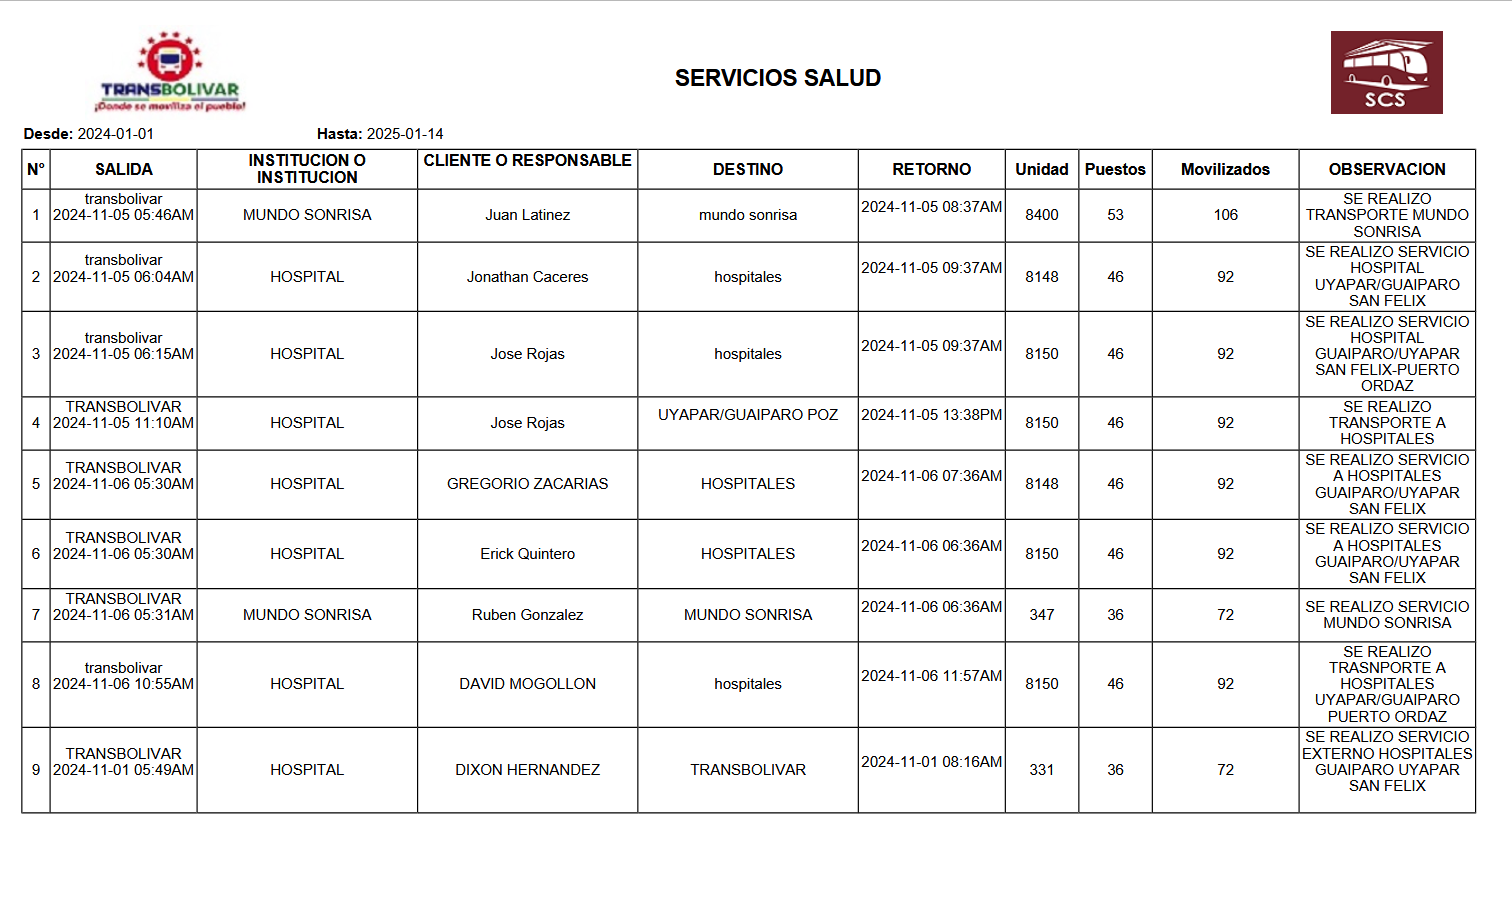 TRANSBOLIVAR
¡Donde se moviliza el pueblo!
SERVICIOS SALUD
SCS
Desde: 2024-01-01 Hasta: 2025-01-14
Nº SALIDA INSTITUCION O INSTITUCION CLIENTE O RESPONSABLE DESTINO RETORNO Unidad Puestos Movilizados OBSERVACION
1 transbolivar 2024-11-05 05:46AM MUNDO SONRISA Juan Latinez mundo sonrisa 2024-11-05 08:37AM 8400 53 106 SE REALIZO TRANSPORTE MUNDO SONRISA
2 transbolivar 2024-11-05 06:04AM HOSPITAL Jonathan Caceres hospitales 2024-11-05 09:37AM 8148 46 92 SE REALIZO SERVICIO HOSPITAL UYAPAR/GUAIPARO SAN FELIX
3 transbolivar 2024-11-05 06:15AM HOSPITAL Jose Rojas hospitales 2024-11-05 09:37AM 8150 46 92 SE REALIZO SERVICIO HOSPITAL GUAIPARO/UYAPAR SAN FELIX-PUERTO ORDAZ
4 TRANSBOLIVAR 2024-11-05 11:10AM HOSPITAL Jose Rojas UYAPAR/GUAIPARO POZ 2024-11-05 13:38PM 8150 46 92 SE REALIZO TRANSPORTE A HOSPITALES
5 TRANSBOLIVAR 2024-11-06 05:30AM HOSPITAL GREGORIO ZACARIAS HOSPITALES 2024-11-06 07:36AM 8148 46 92 SE REALIZO SERVICIO A HOSPITALES GUAIPARO/UYAPAR SAN FELIX
6 TRANSBOLIVAR 2024-11-06 05:30AM HOSPITAL Erick Quintero HOSPITALES 2024-11-06 06:36AM 8150 46 92 SE REALIZO SERVICIO A HOSPITALES GUAIPARO/UYAPAR SAN FELIX
7 TRANSBOLIVAR 2024-11-06 05:31AM MUNDO SONRISA Ruben Gonzalez MUNDO SONRISA 2024-11-06 06:36AM 347 36 72 SE REALIZO SERVICIO MUNDO SONRISA
8 transbolivar 2024-11-06 10:55AM HOSPITAL DAVID MOGOLLON hospitales 2024-11-06 11:57AM 8150 46 92 SE REALIZO TRASNPORTE A HOSPITALES UYAPAR/GUAIPARO PUERTO ORDAZ
9 TRANSBOLIVAR 2024-11-01 05:49AM HOSPITAL DIXON HERNANDEZ TRANSBOLIVAR 2024-11-01 08:16AM 331 36 72 SE REALIZO SERVICIO EXTERNO HOSPITALES GUAIPARO UYAPAR SAN FELIX